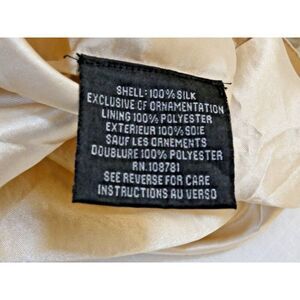 SHELL: 100% SILK
EXCLUSIVE OF ORNAMENTATION
LINING 100% POLYESTER
EXTERIEUR 100% SOIE
SAUF LES ORNEMENTS
DOUBLURE 100% POLYESTER
RN. 108781
SEE REVERSE FOR CARE
INSTRUCTIONS AU VERSO